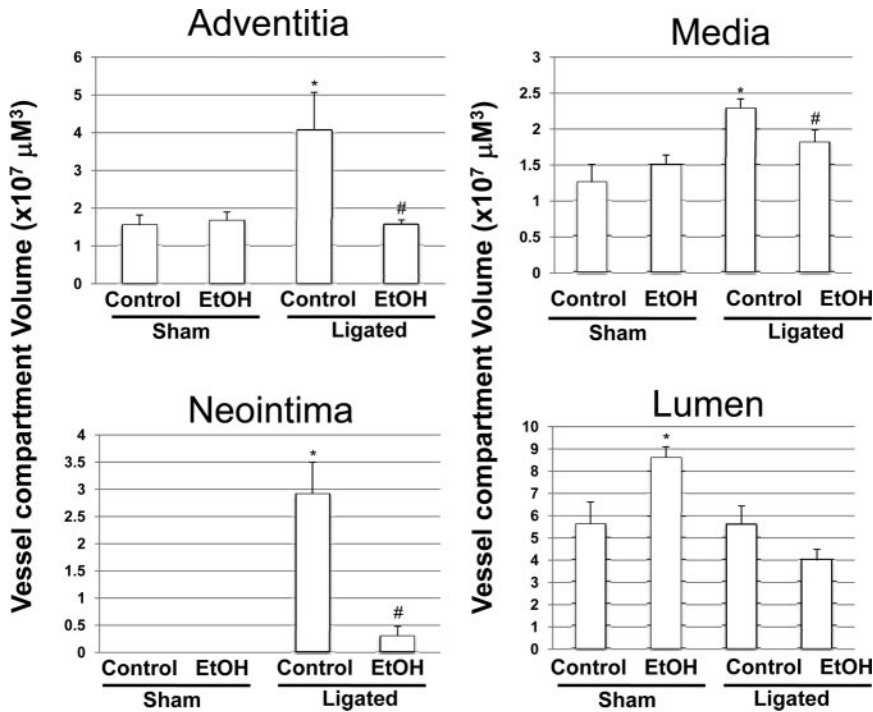 Adventitia
Vessel compartment Volume (x10⁷ μM³)
6
5
4
3
2
1
0
*
#
Control EtOH Control EtOH
Sham Ligated
Media
Vessel compartment Volume (x10⁷ μM³)
3
2.5
2
1.5
1
0.5
0
*
#
Control EtOH Control EtOH
Sham Ligated
Neointima
4
3.5
3
2.5
2
1.5
1
0.5
0
*
#
Control EtOH Control EtOH
Sham Ligated
Lumen
10
9
8
7
6
5
4
3
2
1
0
*
Control EtOH Control EtOH
Sham Ligated